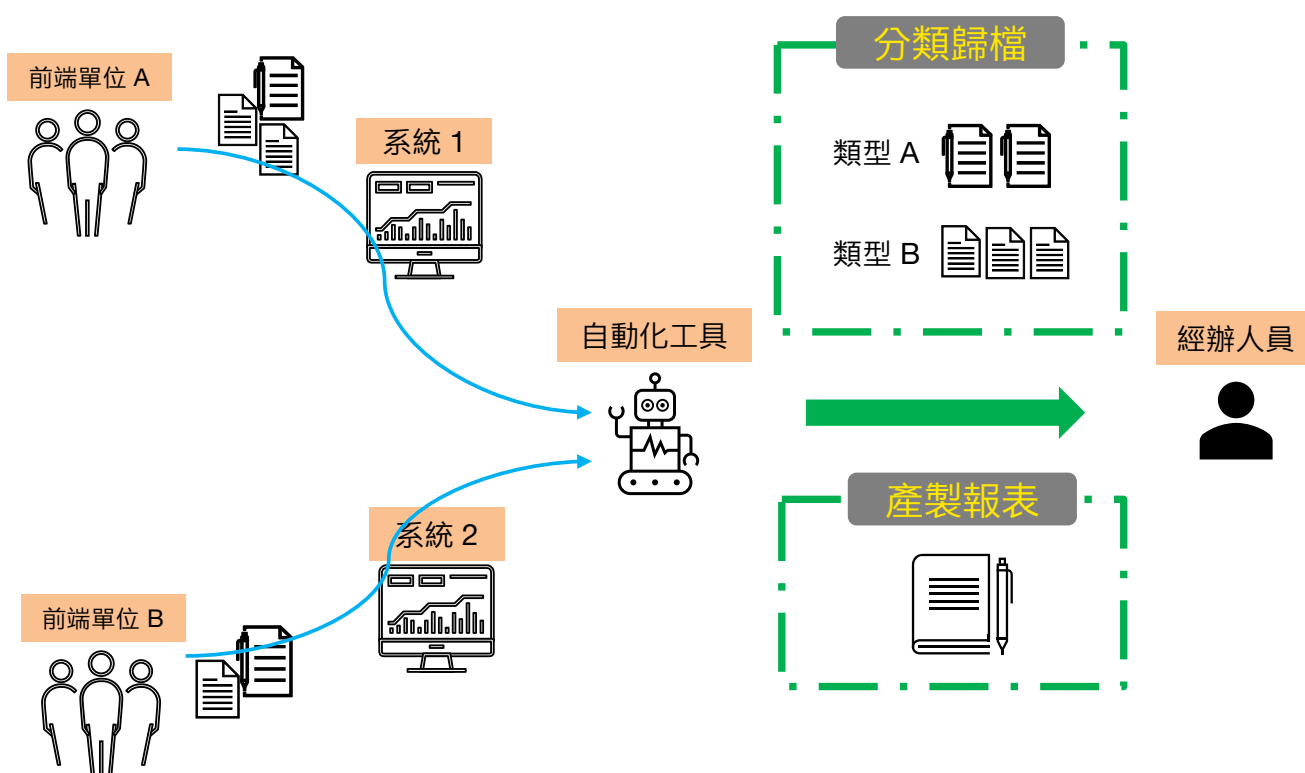 分類歸檔
前端單位 A
系統 1
類型 A
類型 B
自動化工具
經辦人員
產製報表
系統 2
前端單位 B